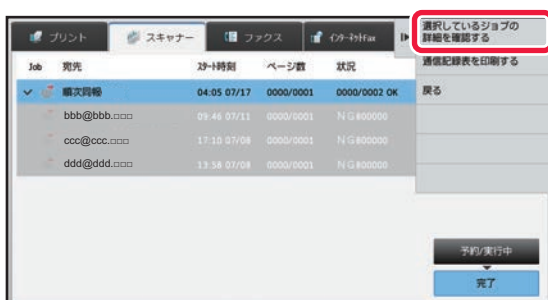 プリント
スキャナー
ファクス
インターネットFax
Job 宛先 スタート時刻 ページ数 状況
順次同報 04:05 07/17 0000/0001 0000/0002 OK
bbb@bbb.□□□ 09:46 07/11 0000/0001 NG800000
ccc@ccc.□□□ 17:10 07/08 0000/0001 NG800000
ddd@ddd.□□□ 13:58 07/08 0000/0001 NG800000
選択しているジョブの
詳細を確認する
通信記録表を印刷する
戻る
予約/実行中
完了